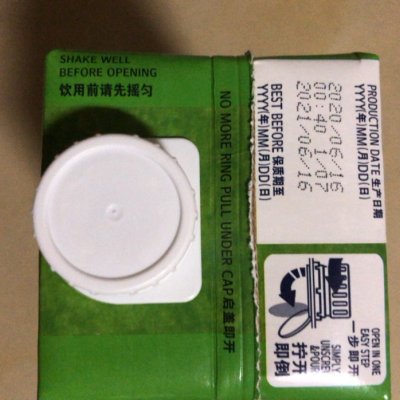 SHAKE WELL
BEFORE OPENING
饮用前请先摇匀
NO MORE RING PULL UNDER CAP 启盖即开
PRODUCTION DATE 生产日期
YYYY(年)MM(月)DD(日)
2020/06/16
00:40 1/07
2021/06/16
BEST BEFORE 保质期至
YYYY(年)MM(月)DD(日)
OPEN IN ONE
EASY STEP
一步即开
SIMPLY
UNSCREW
&POUR
拧开
即倒